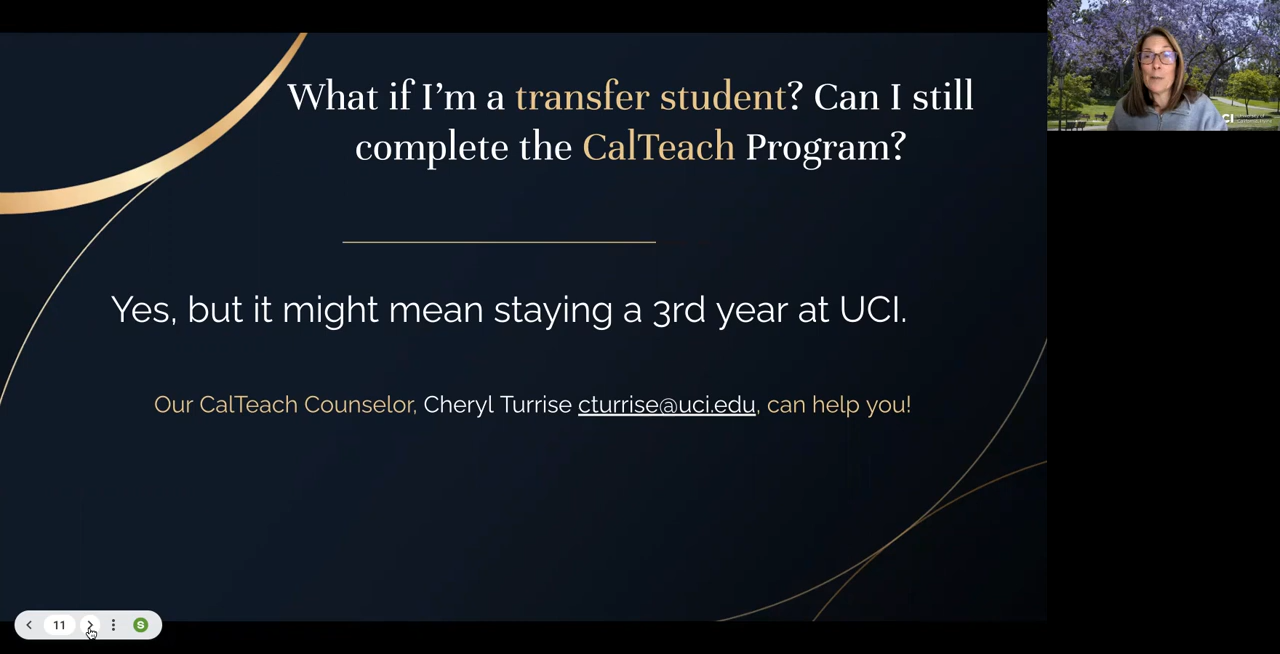 What if I'm a transfer student? Can I still
complete the CalTeach Program?
Yes, but it might mean staying a 3rd year at UCI.
Our CalTeach Counselor, Cheryl Turrise cturrise@uci.edu, can help you!
11
S